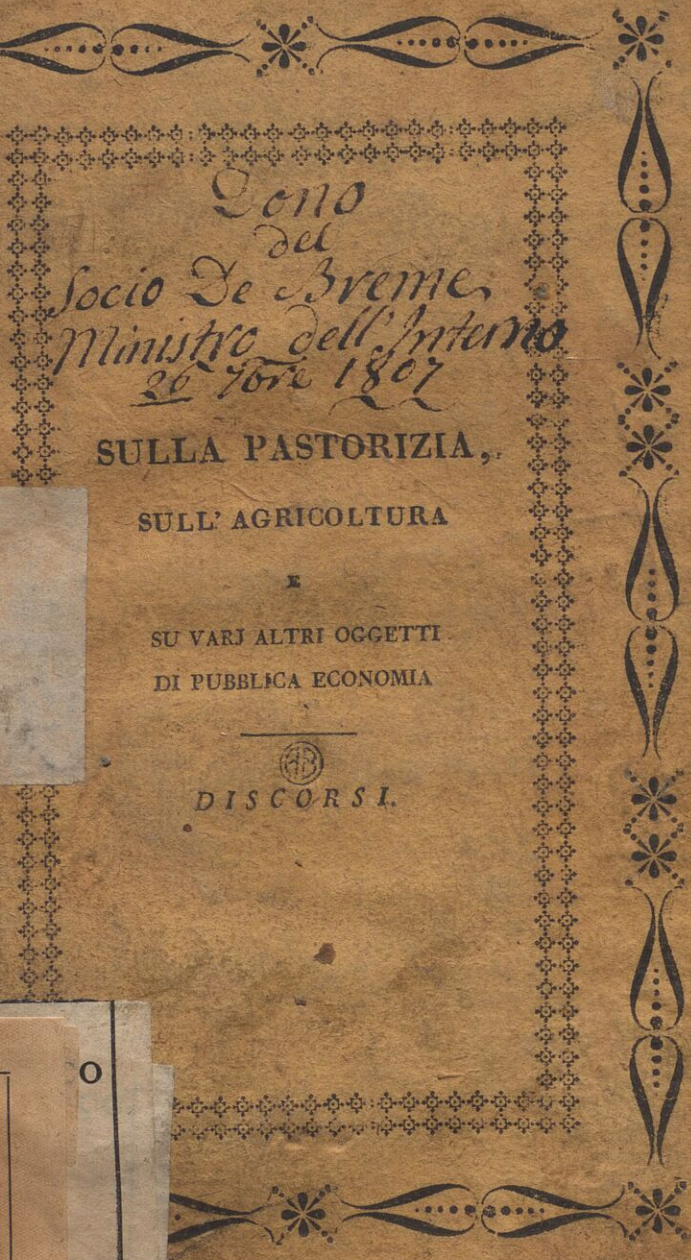 Dono
del
Socio De Breme
Ministro dell'Interno
26 7bre 1807
SULLA PASTORIZIA,
SULL' AGRICOLTURA
E
SU VARJ ALTRI OGGETTI
DI PUBBLICA ECONOMIA
AB
DISCORSI.
O